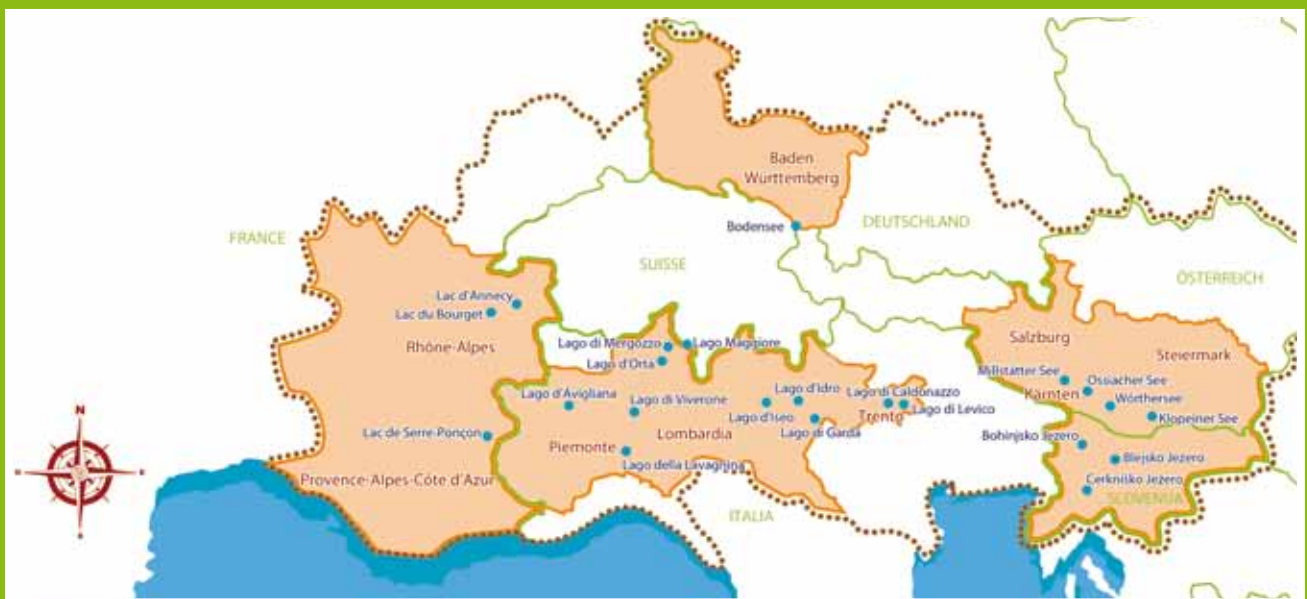 Baden
Württemberg
DEUTSCHLAND
Bodensee
FRANCE
SUISSE
ÖSTERREICH
Lac d'Annecy
Lac du Bourget
Rhône-Alpes
Lago di Mergozzo
Lago Maggiore
Lago d'Orta
Salzburg
Steiermark
Millstatter See
Ossiacher See
Kärnten
Wörthersee
Klopeiner See
Lago d'Avigliana
Lago di Viverone
Lago d'Idro
Lago d'Iseo
Lago di Garda
Lago di Caldonazzo
Lago di Levico
Trento
Lac de Serre-Ponçon
Piemonte
Lombardia
Lago della Lavagnina
Bohinjsko Jezero
Blejsko Jezero
Cerkniško Jezero
SLOVENIJA
Provence-Alpes-Côte d'Azur
ITALIA
N